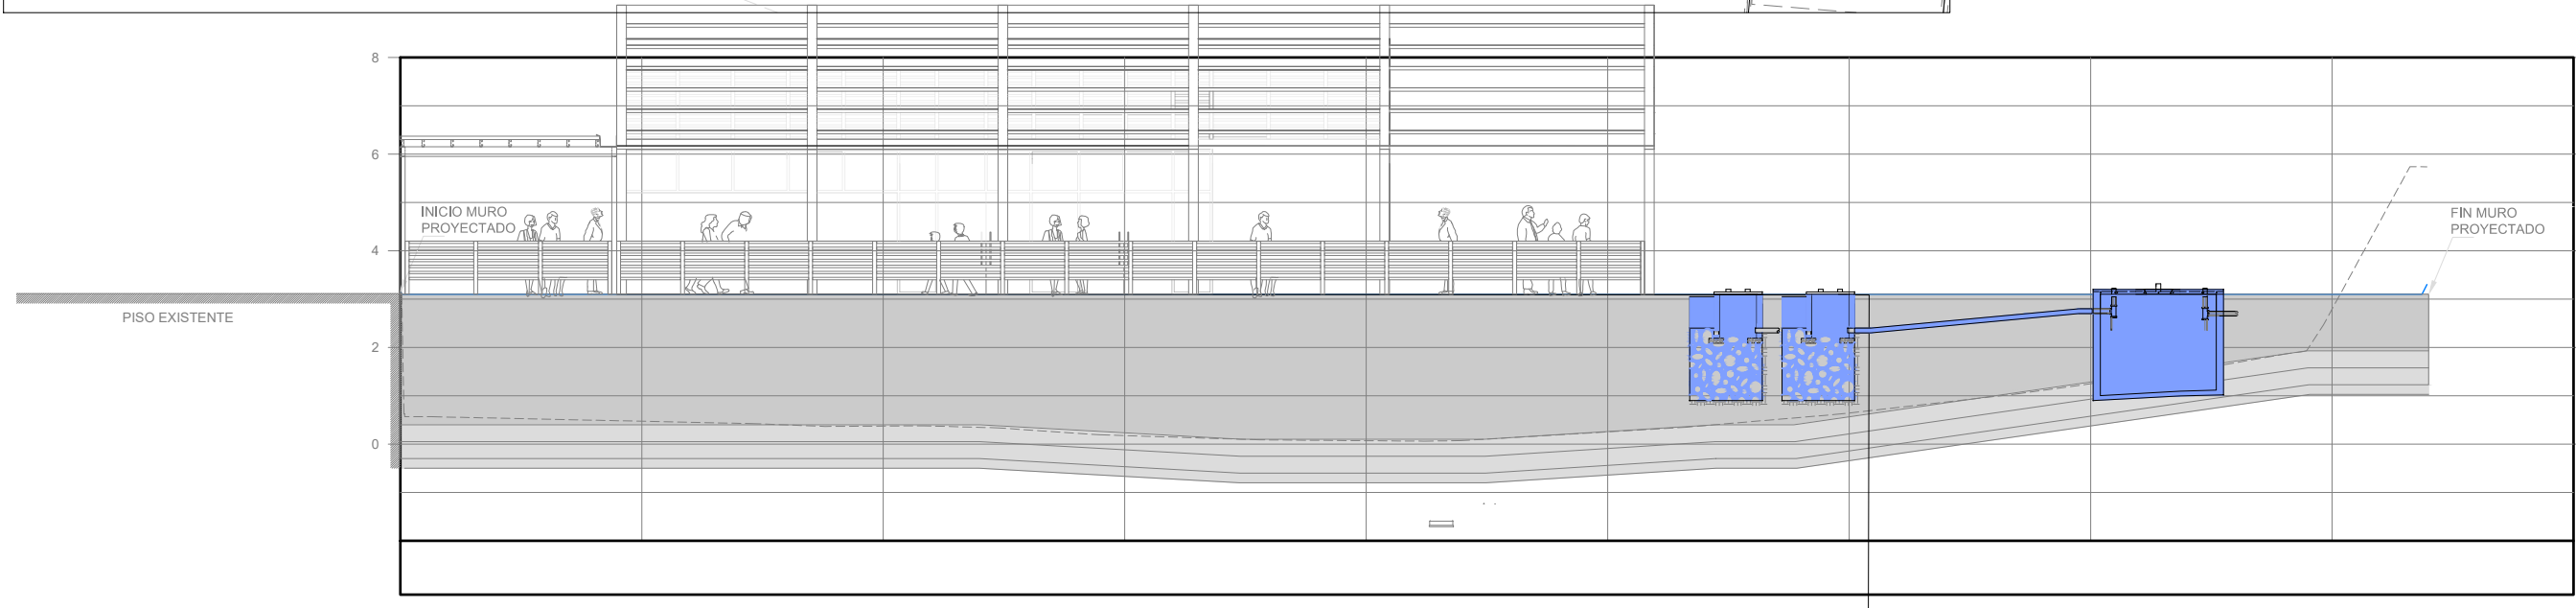 8
6
INICIO MURO
PROYECTADO
FIN MURO
PROYECTADO
4
PISO EXISTENTE
2
0